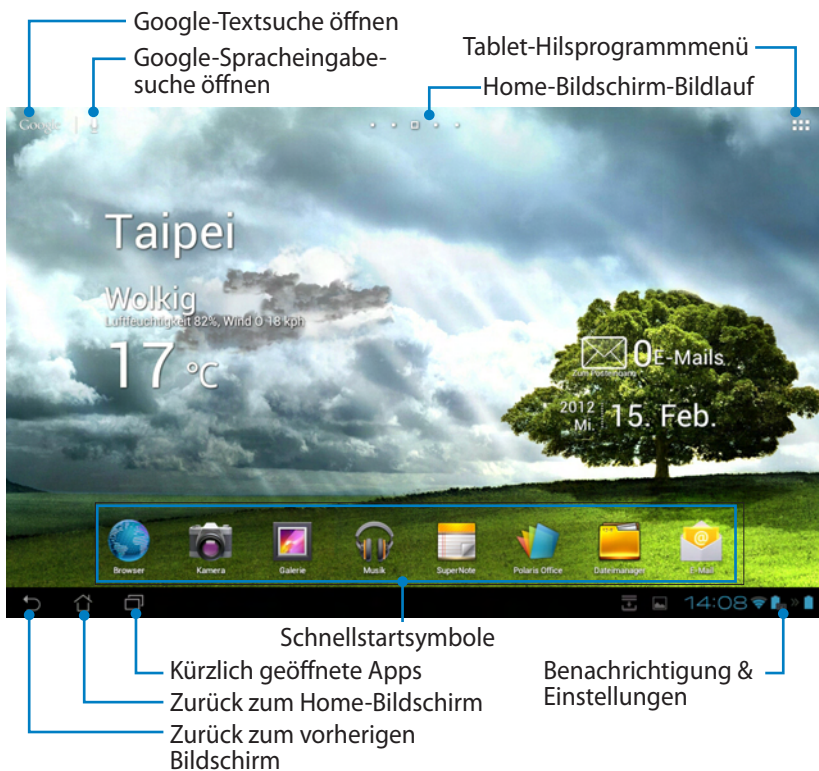 Google-Textsuche öffnen
Google-Spracheingabe-
suche öffnen
Tablet-Hilsprogrammmenü
Home-Bildschirm-Bildlauf
Google
Taipei
Wolkig
Luftfeuchtigkeit 82%, Wind O 18 kph
17 °C
0 E-Mails
Zum Posteingang
2012
Mi.
15. Feb.
Browser
Kamera
Galerie
Musik
SuperNote
Polaris Office
Dateimanager
E-Mail
14:08
Schnellstartsymbole
Kürzlich geöffnete Apps
Zurück zum Home-Bildschirm
Zurück zum vorherigen
Bildschirm
Benachrichtigung &
Einstellungen